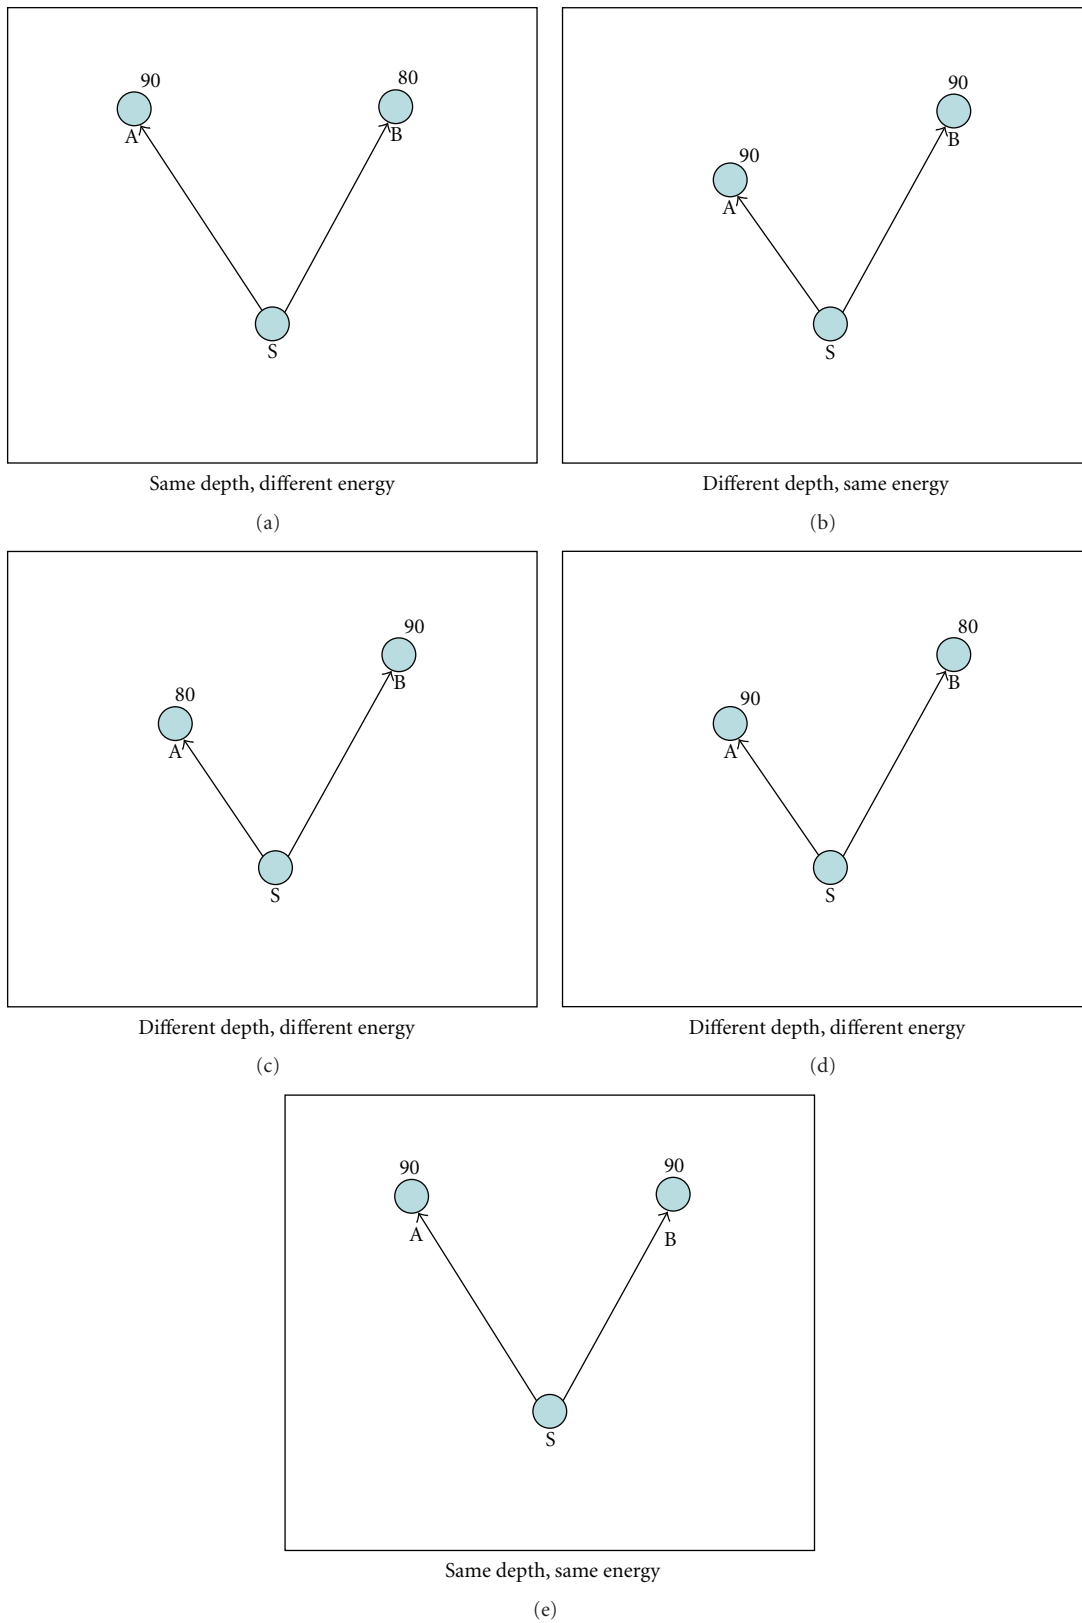 90
80
A
B
S
Same depth, different energy
(a)
90
90
A
B
S
Different depth, same energy
(b)
90
80
A
B
S
Different depth, different energy
(c)
80
90
A
B
S
Different depth, different energy
(d)
90
90
A
B
S
Same depth, same energy
(e)